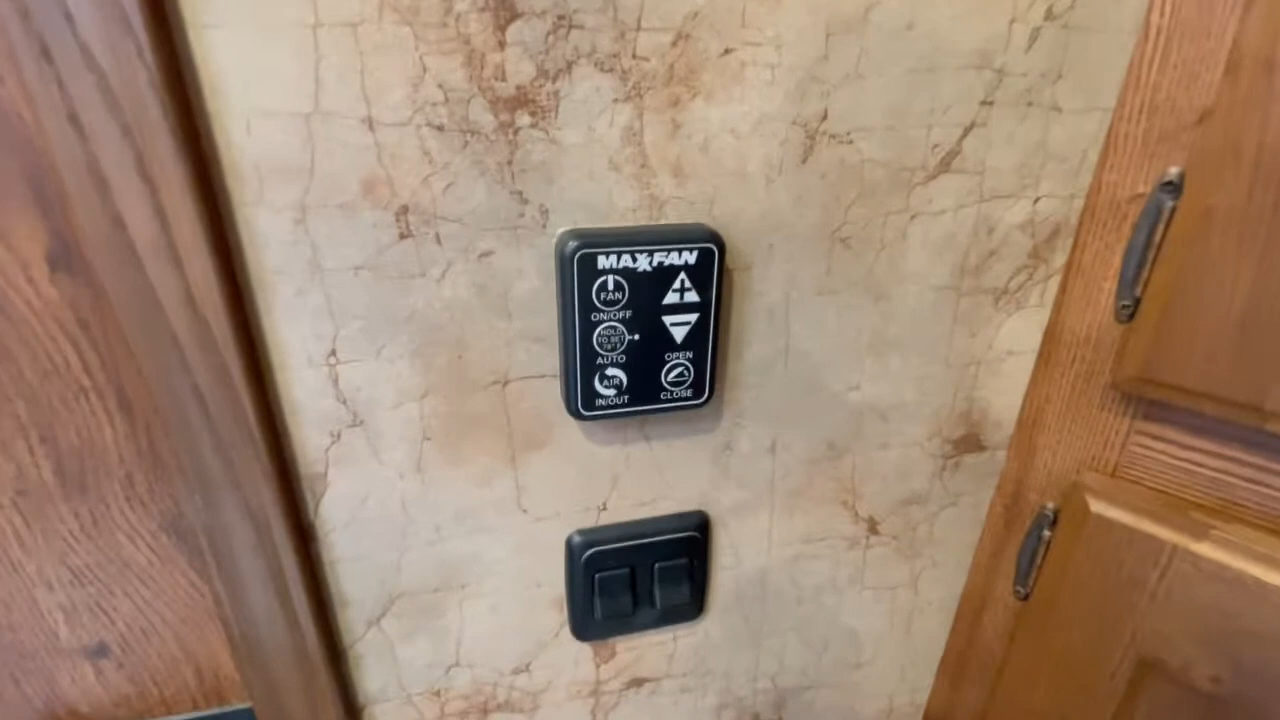 MAXXFAN
FAN
ON/OFF
HOLD
TO SET
78° F
AUTO
AIR
IN/OUT
OPEN
CLOSE